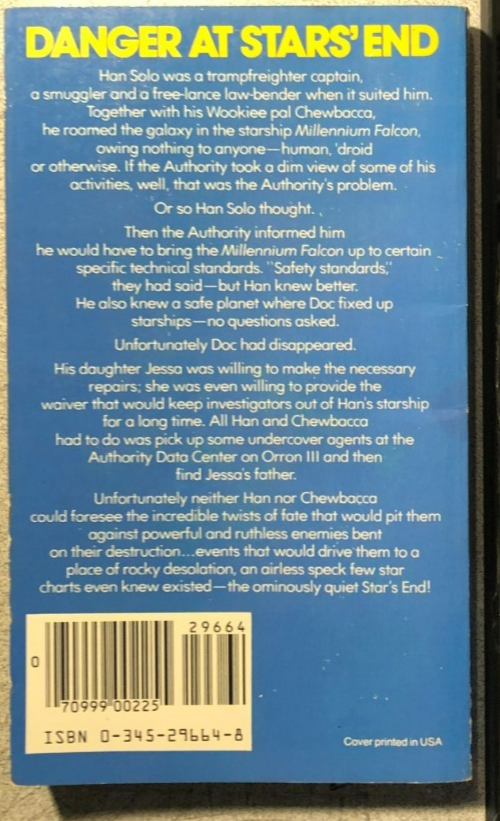 DANGER AT STARS' END
Han Solo was a trampfreighter captain,
a smuggler and a free-lance law-bender when it suited him.
Together with his Wookiee pal Chewbacca,
he roamed the galaxy in the starship Millennium Falcon,
owing nothing to anyone—human, 'droid
or otherwise. If the Authority took a dim view of some of his
activities, well, that was the Authority's problem.
Or so Han Solo thought.
Then the Authority informed him
he would have to bring the Millennium Falcon up to certain
specific technical standards. "Safety standards,"
they had said—but Han knew better.
He also knew a safe planet where Doc fixed up
starships—no questions asked.
Unfortunately Doc had disappeared.
His daughter Jessa was willing to make the necessary
repairs; she was even willing to provide the
waiver that would keep investigators out of Han's starship
for a long time. All Han and Chewbacca
had to do was pick up some undercover agents at the
Authority Data Center on Orron III and then
find Jessa's father.
Unfortunately neither Han nor Chewbacca
could foresee the incredible twists of fate that would pit them
against powerful and ruthless enemies bent
on their destruction...events that would drive them to a
place of rocky desolation, an airless speck few star
charts even knew existed—the ominously quiet Star's End!
29664
0
70999 00225
ISBN 0-345-29664-8
Cover printed in USA